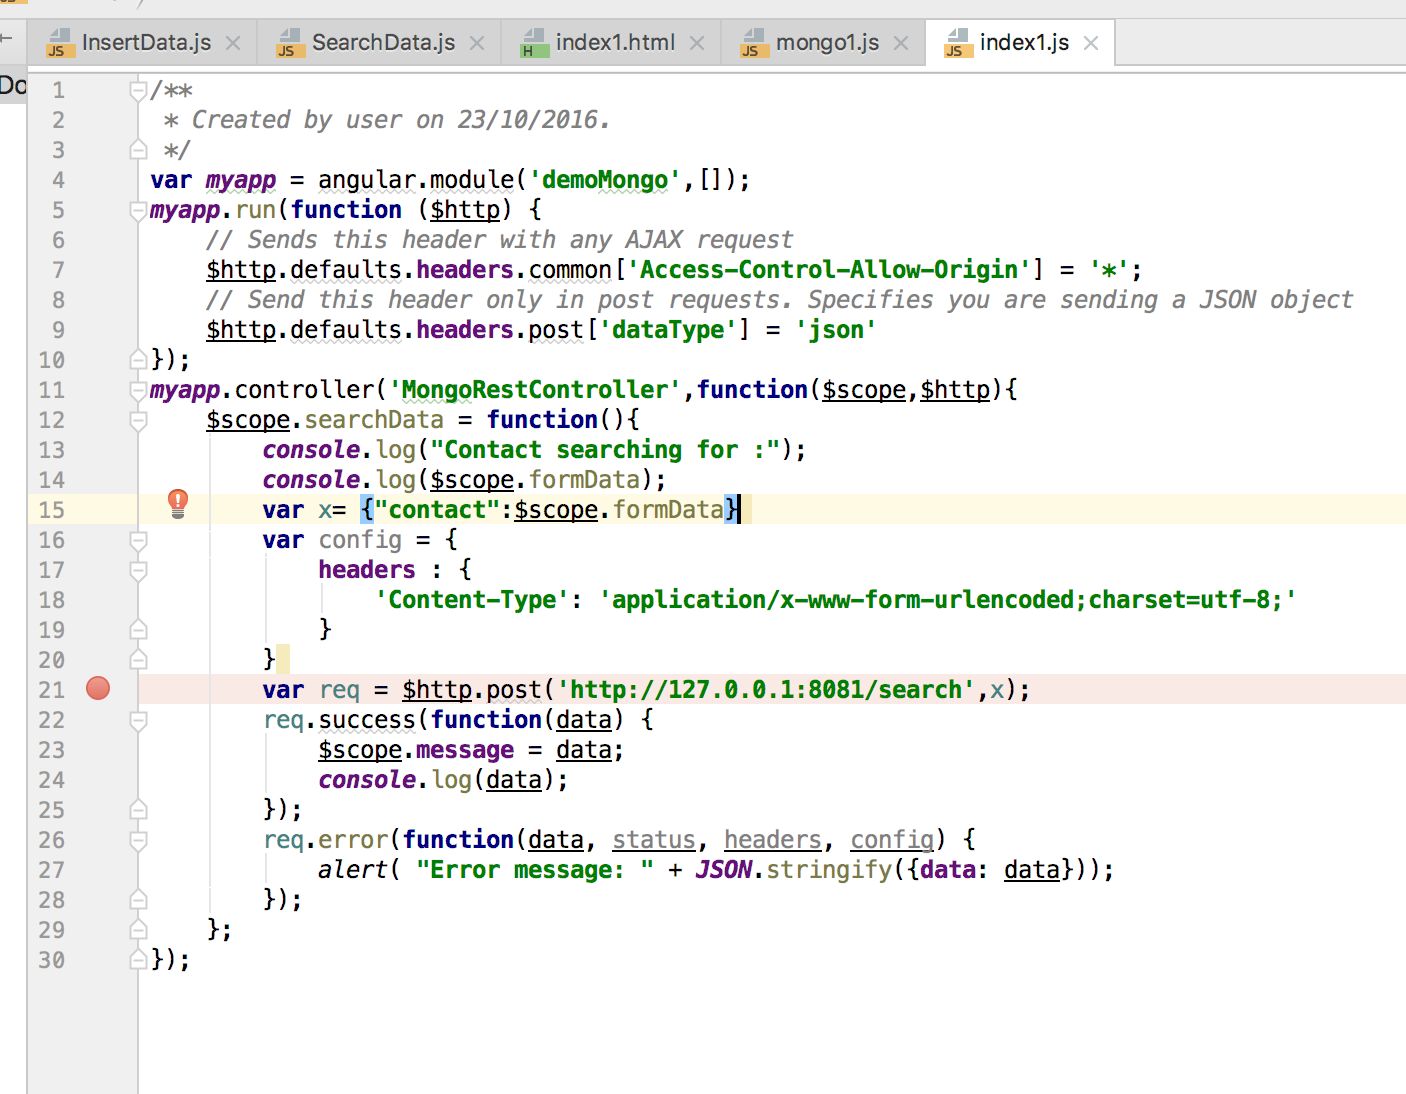 InsertData.js
SearchData.js
index1.html
mongo1.js
index1.js
Do
1 /**
2  * Created by user on 23/10/2016.
3  */
4 var myapp = angular.module('demoMongo',[]);
5 myapp.run(function ($http) {
6     // Sends this header with any AJAX request
7     $http.defaults.headers.common['Access-Control-Allow-Origin'] = '*';
8     // Send this header only in post requests. Specifies you are sending a JSON object
9     $http.defaults.headers.post['dataType'] = 'json'
10 });
11 myapp.controller('MongoRestController',function($scope,$http){
12     $scope.searchData = function(){
13         console.log("Contact searching for :");
14         console.log($scope.formData);
15         var x= {"contact":$scope.formData}
16         var config = {
17             headers : {
18                 'Content-Type': 'application/x-www-form-urlencoded;charset=utf-8;'
19             }
20         }
21         var req = $http.post('http://127.0.0.1:8081/search',x);
22         req.success(function(data) {
23             $scope.message = data;
24             console.log(data);
25         });
26         req.error(function(data, status, headers, config) {
27             alert( "Error message: " + JSON.stringify({data: data}));
28         });
29     };
30 });